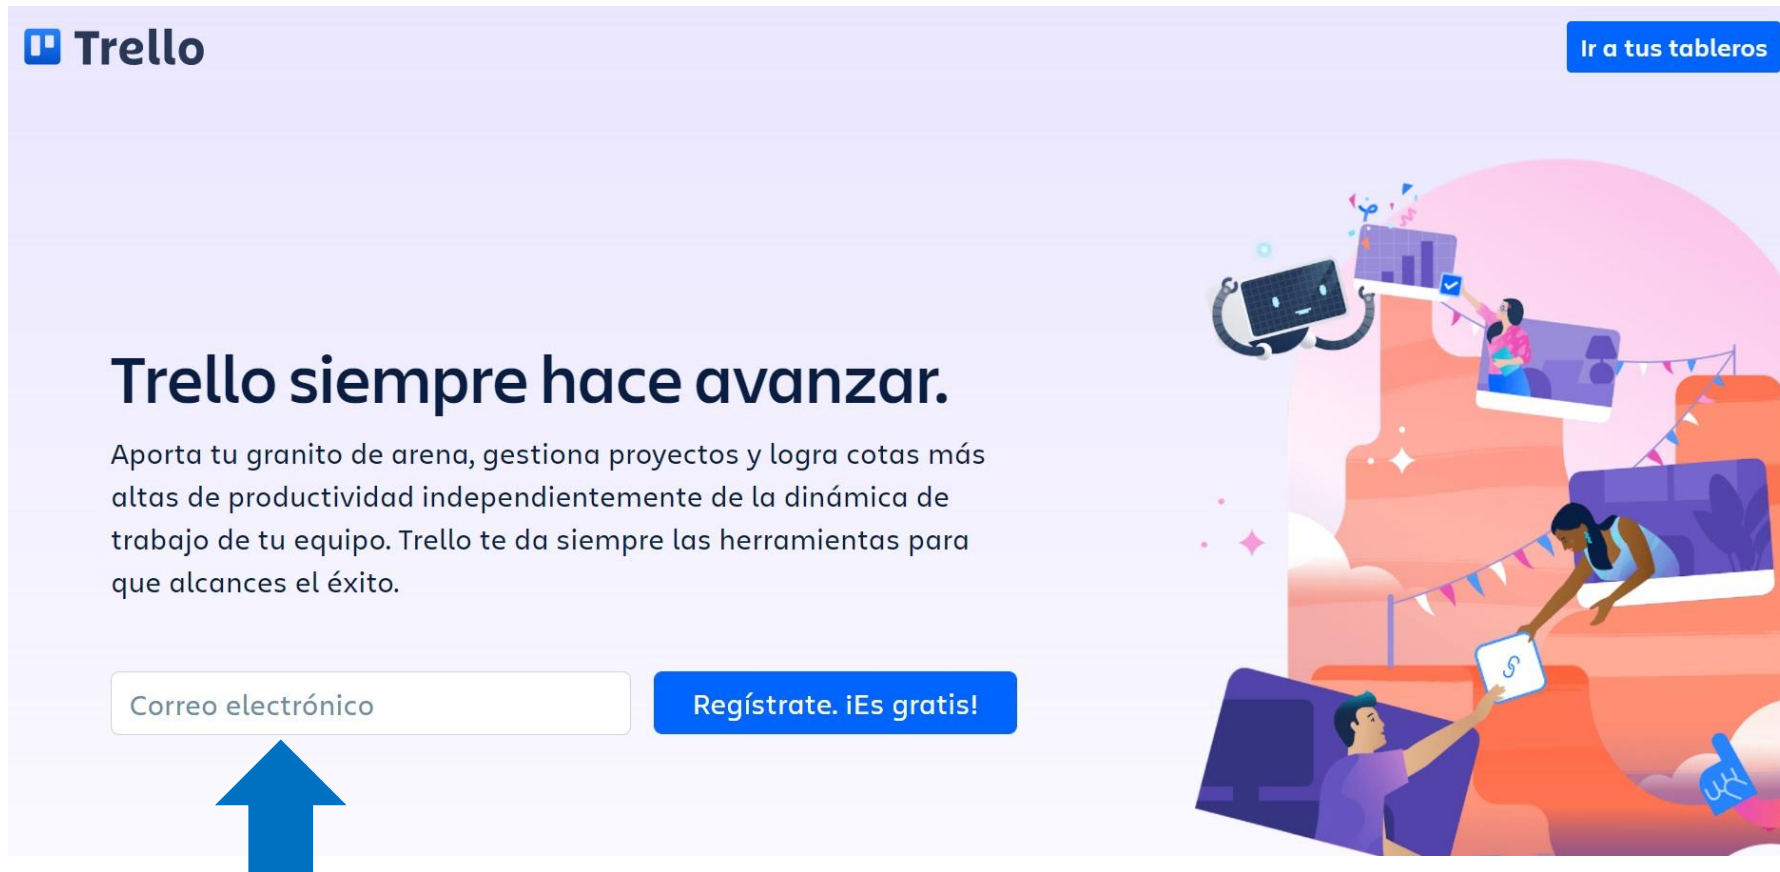 Trello
Ir a tus tableros
Trello siempre hace avanzar.
Aporta tu granito de arena, gestiona proyectos y logra cotas más
altas de productividad independientemente de la dinámica de
trabajo de tu equipo. Trello te da siempre las herramientas para
que alcances el éxito.
Correo electrónico
Regístrate. ¡Es gratis!